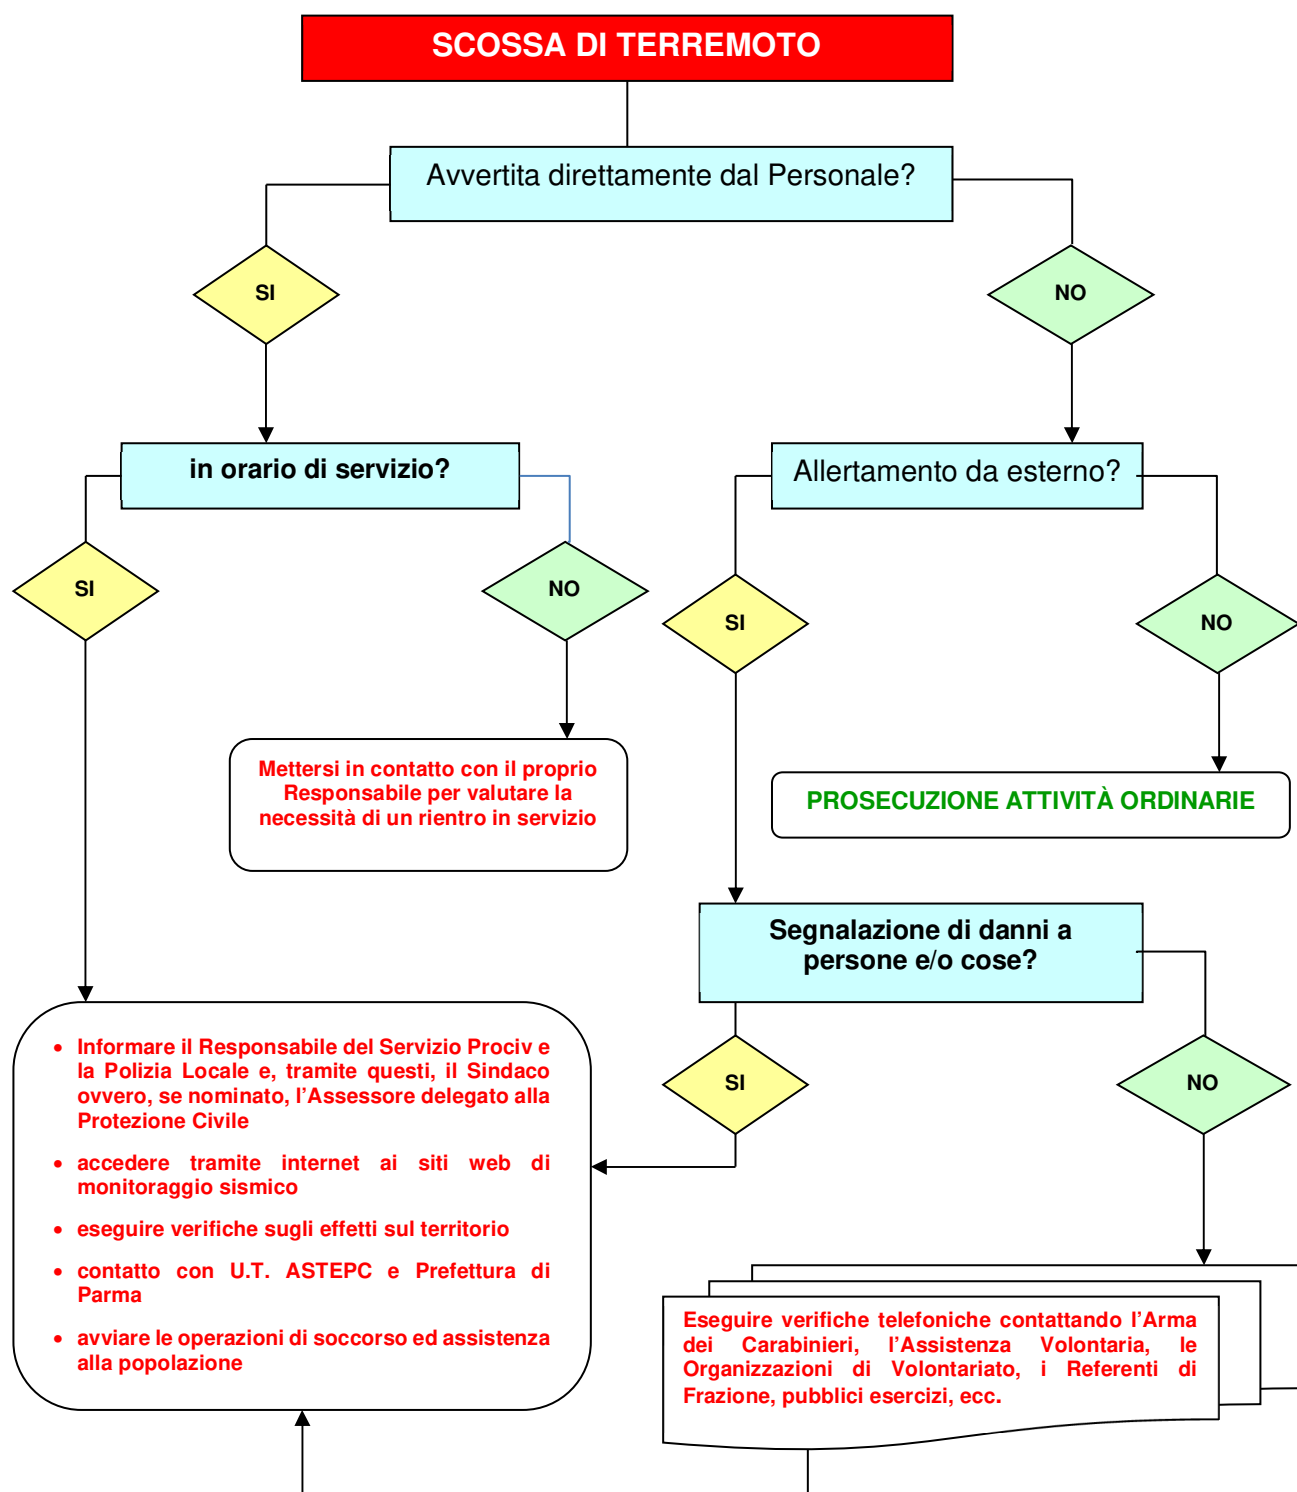 SCOSSA DI TERREMOTO
Avvertita direttamente dal Personale?
SI
NO
in orario di servizio?
Allertamento da esterno?
SI
NO
SI
NO
Mettersi in contatto con il proprio
Responsabile per valutare la
necessità di un rientro in servizio
PROSECUZIONE ATTIVITÀ ORDINARIE
Segnalazione di danni a
persone e/o cose?
SI
NO
• Informare il Responsabile del Servizio Prociv e
la Polizia Locale e, tramite questi, il Sindaco
ovvero, se nominato, l’Assessore delegato alla
Protezione Civile
• accedere tramite internet ai siti web di
monitoraggio sismico
• eseguire verifiche sugli effetti sul territorio
• contatto con U.T. ASTEPC e Prefettura di
Parma
• avviare le operazioni di soccorso ed assistenza
alla popolazione
Eseguire verifiche telefoniche contattando l’Arma
dei Carabinieri, l’Assistenza Volontaria, le
Organizzazioni di Volontariato, i Referenti di
Frazione, pubblici esercizi, ecc.